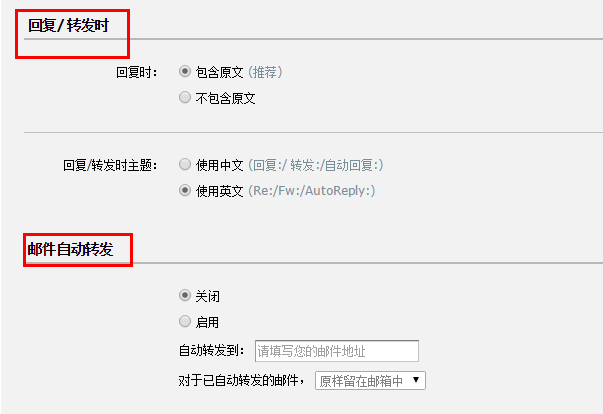 回复/转发时
回复时： 包含原文 (推荐)
不包含原文
回复/转发时主题： 使用中文 (回复:/ 转发:/自动回复:)
使用英文 (Re:/Fw:/AutoReply:)
邮件自动转发
关闭
启用
自动转发到： 请填写您的邮件地址
对于已自动转发的邮件， 原样留在邮箱中